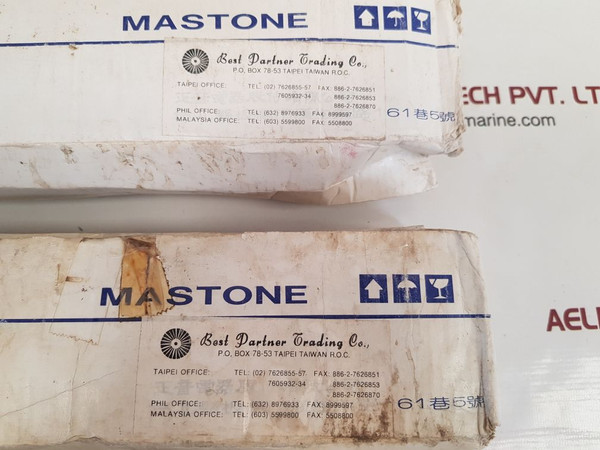 MASTONE
Best Partner Trading Co.,
P.O. BOX 78-53 TAIPEI TAIWAN R.O.C.
TAIPEI OFFICE: TEL: (02) 7626855-57 FAX: 886-2-7626851
7605932-34 886-2-7626853
886-2-7626870
PHIL OFFICE: TEL: (632) 8976933 FAX: 8999597
MALAYSIA OFFICE: TEL: (603) 5599800 FAX: 5508800
61巷5號
ECH PVT. LT
marine.com
MASTONE
Best Partner Trading Co.,
P.O. BOX 78-53 TAIPEI TAIWAN R.O.C.
TAIPEI OFFICE: TEL: (02) 7626855-57 FAX: 886-2-7626851
7605932-34 886-2-7626853
886-2-7626870
PHIL OFFICE: TEL: (632) 8976933 FAX: 8999597
MALAYSIA OFFICE: TEL: (603) 5599800 FAX: 5508800
61巷5號
AELI